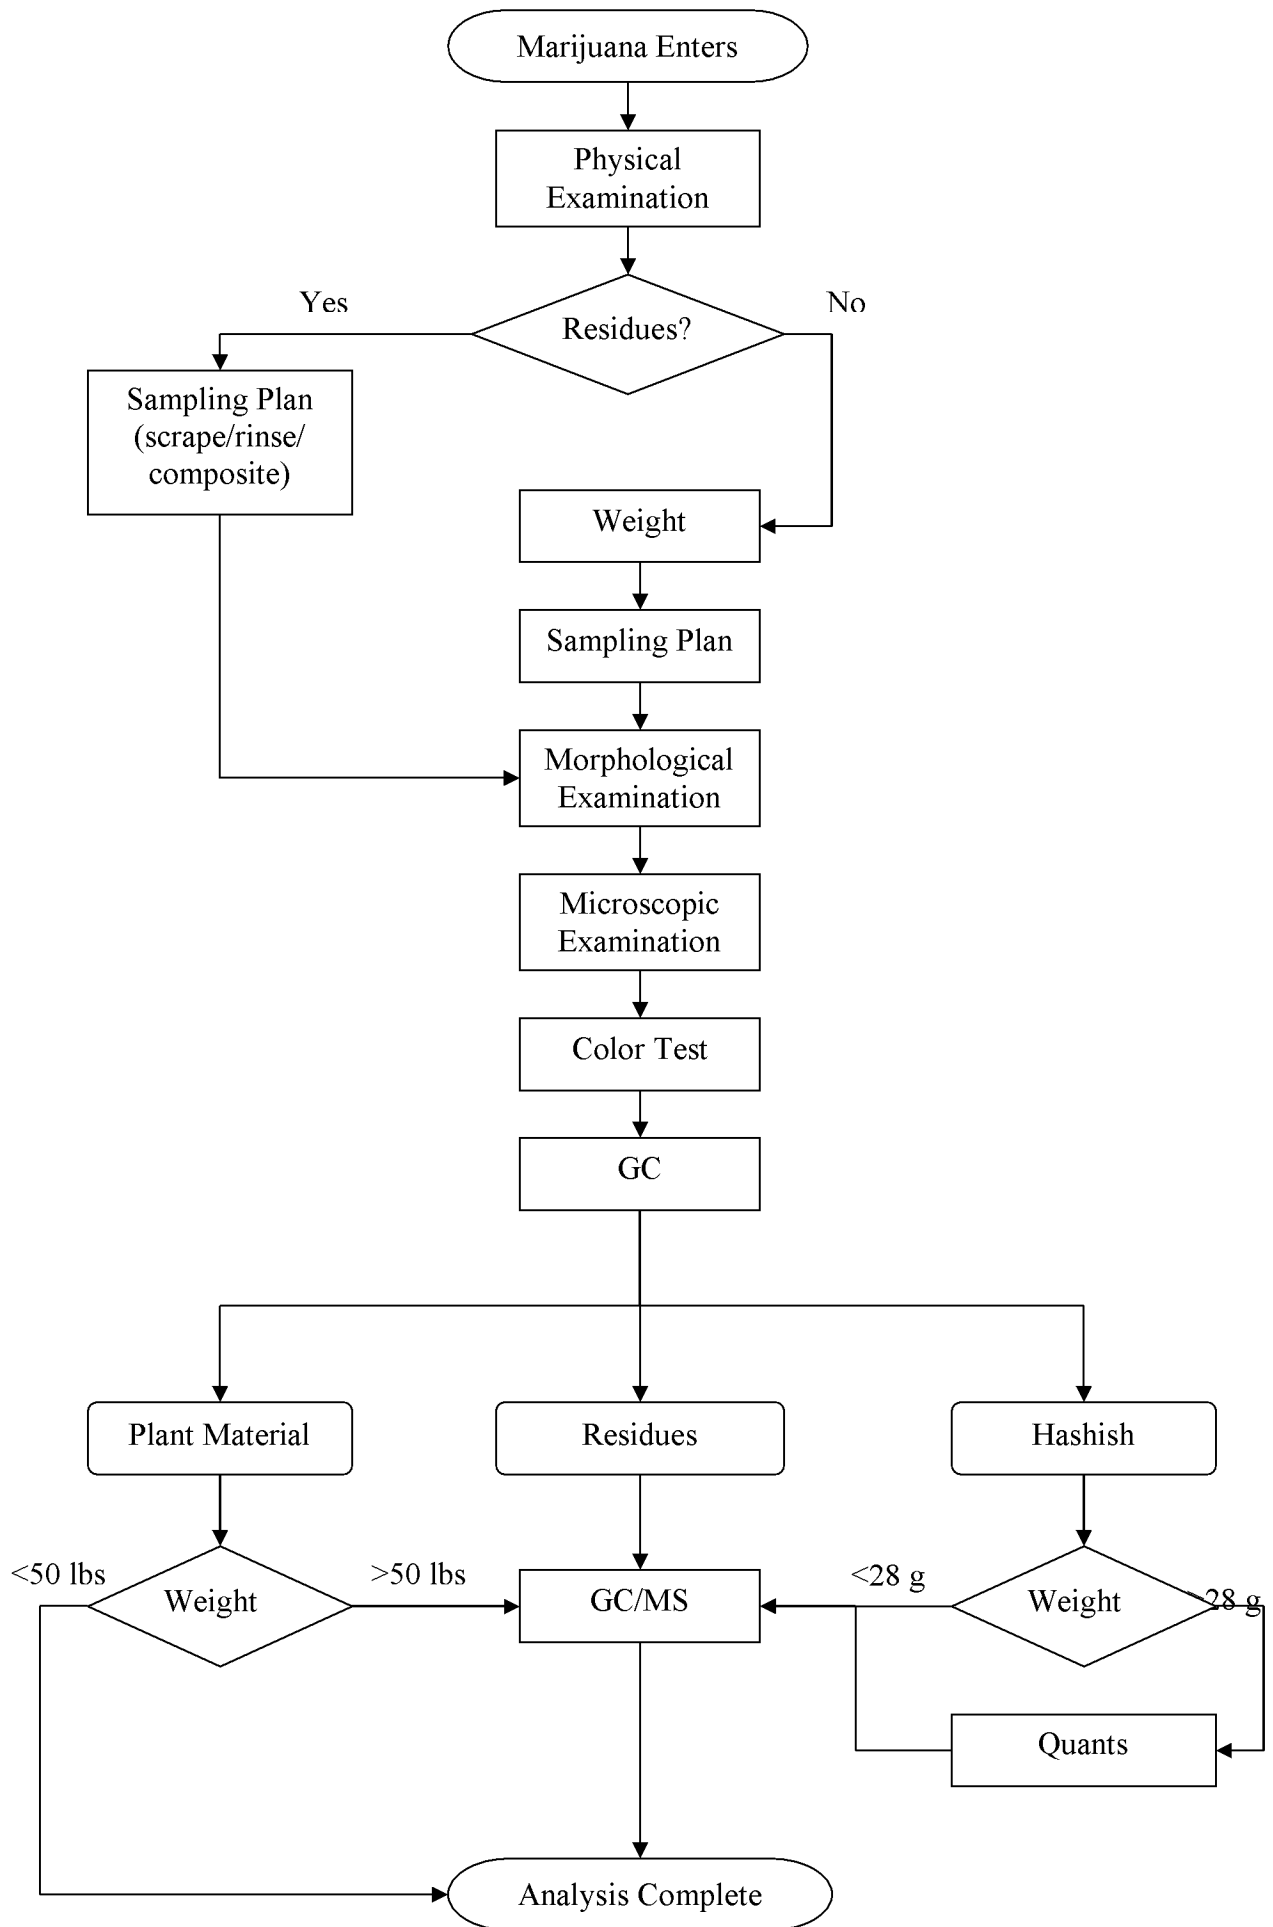 Marijuana Enters
Physical
Examination
Yes
No
Residues?
Sampling Plan
(scrape/rinse/
composite)
Weight
Sampling Plan
Morphological
Examination
Microscopic
Examination
Color Test
GC
Plant Material
Residues
Hashish
<50 lbs
Weight
>50 lbs
GC/MS
<28 g
Weight
>28 g
Quants
Analysis Complete